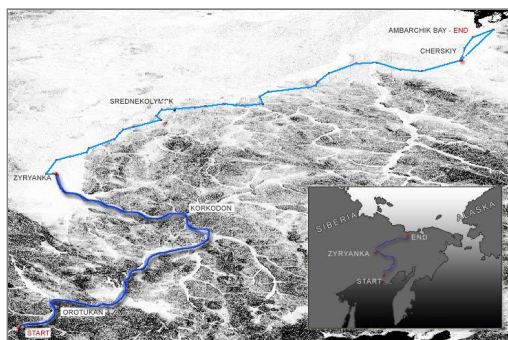 AMBARCHIK BAY - END
CHERSKIY
SREDNEKOLYMSK
ZYRYANKA
KORKODON
OROTUKAN
START
SIBERIA
ALASKA
END
ZYRYANKA
START